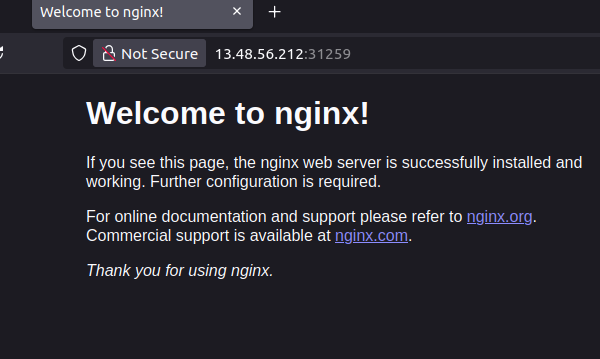 Welcome to nginx!
Not Secure 13.48.56.212:31259
Welcome to nginx!
If you see this page, the nginx web server is successfully installed and
working. Further configuration is required.
For online documentation and support please refer to nginx.org.
Commercial support is available at nginx.com.
Thank you for using nginx.